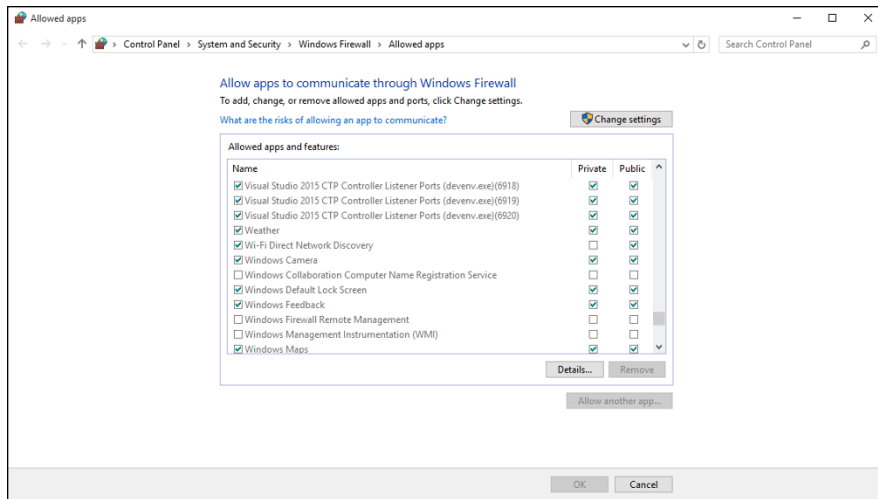 Allowed apps
Control Panel > System and Security > Windows Firewall > Allowed apps
Search Control Panel
Allow apps to communicate through Windows Firewall
To add, change, or remove allowed apps and ports, click Change settings.
What are the risks of allowing an app to communicate?
Change settings
Allowed apps and features:
Name Private Public
Visual Studio 2015 CTP Controller Listener Ports (devenv.exe)(6918)
Visual Studio 2015 CTP Controller Listener Ports (devenv.exe)(6919)
Visual Studio 2015 CTP Controller Listener Ports (devenv.exe)(6920)
Weather
Wi-Fi Direct Network Discovery
Windows Camera
Windows Collaboration Computer Name Registration Service
Windows Default Lock Screen
Windows Feedback
Windows Firewall Remote Management
Windows Management Instrumentation (WMI)
Windows Maps
Details... Remove
Allow another app...
OK Cancel